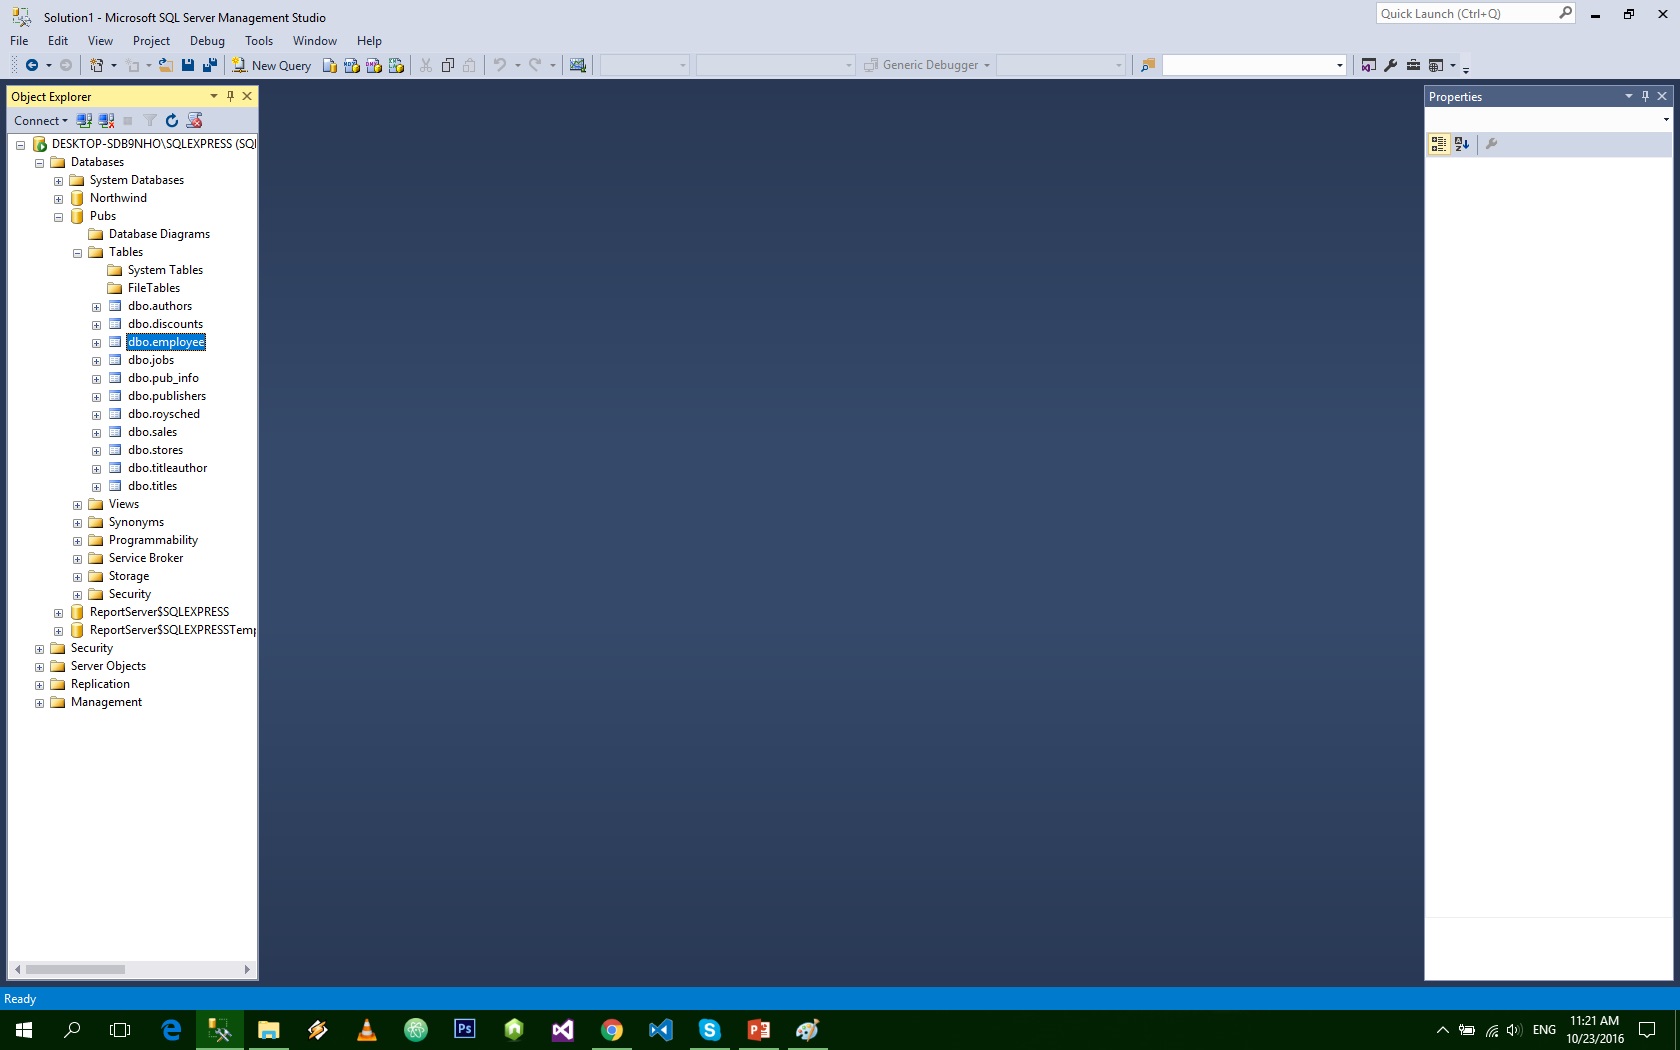 Solution1 - Microsoft SQL Server Management Studio
Quick Launch (Ctrl+Q)
File Edit View Project Debug Tools Window Help
New Query
Generic Debugger
Object Explorer
Connect
DESKTOP-SDB9NHO\SQLEXPRESS (SQl
Databases
System Databases
Northwind
Pubs
Database Diagrams
Tables
System Tables
FileTables
dbo.authors
dbo.discounts
dbo.employee
dbo.jobs
dbo.pub_info
dbo.publishers
dbo.roysched
dbo.sales
dbo.stores
dbo.titleauthor
dbo.titles
Views
Synonyms
Programmability
Service Broker
Storage
Security
ReportServer$SQLEXPRESS
ReportServer$SQLEXPRESSTemp
Security
Server Objects
Replication
Management
Properties
Ready
Ps
ENG
11:21 AM
10/23/2016